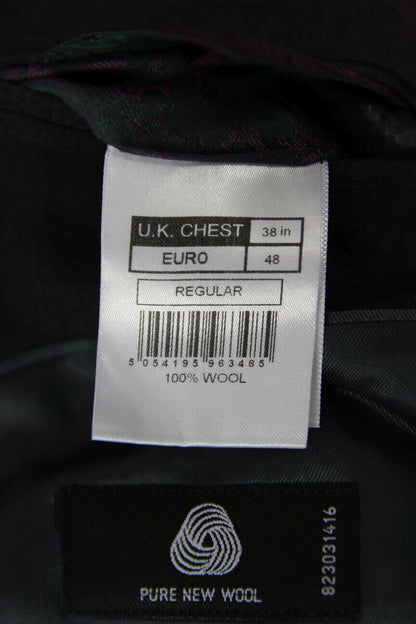 U.K. CHEST 38 in
EURO 48
REGULAR
5 054195 963485
100% WOOL
PURE NEW WOOL
823031416